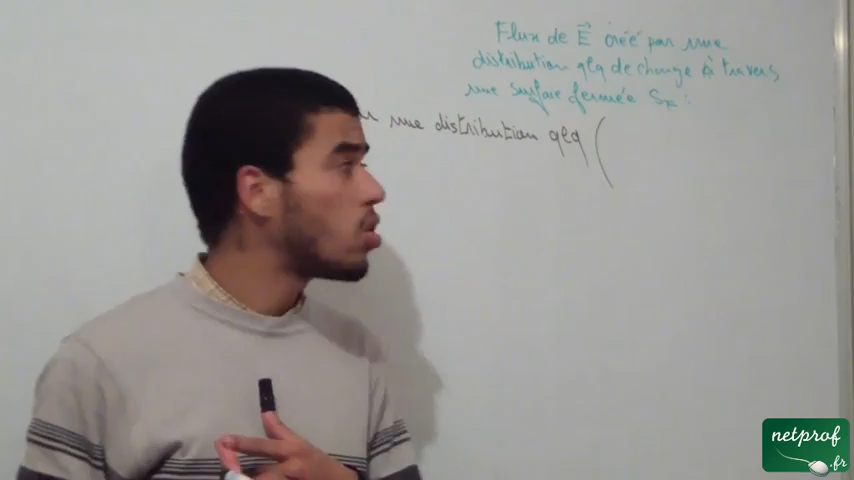 Flux de E créé par une
distribution qlq de charge à travers
une surface fermée SF :
une distribution qlq (
netprof
.fr